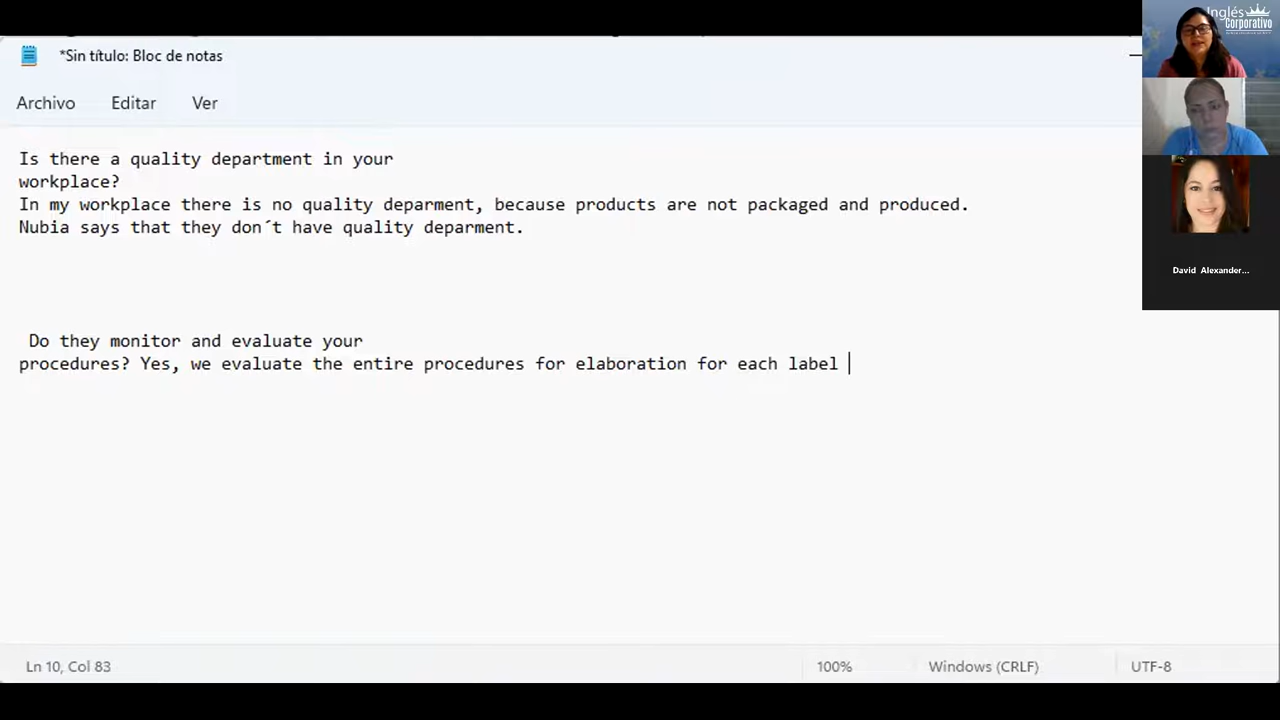 Inglés
Corporativo
*Sin título: Bloc de notas
Archivo Editar Ver
Is there a quality department in your
workplace?
In my workplace there is no quality deparment, because products are not packaged and produced.
Nubia says that they don´t have quality deparment.
David Alexander...
Do they monitor and evaluate your
procedures? Yes, we evaluate the entire procedures for elaboration for each label
Ln 10, Col 83 100% Windows (CRLF) UTF-8